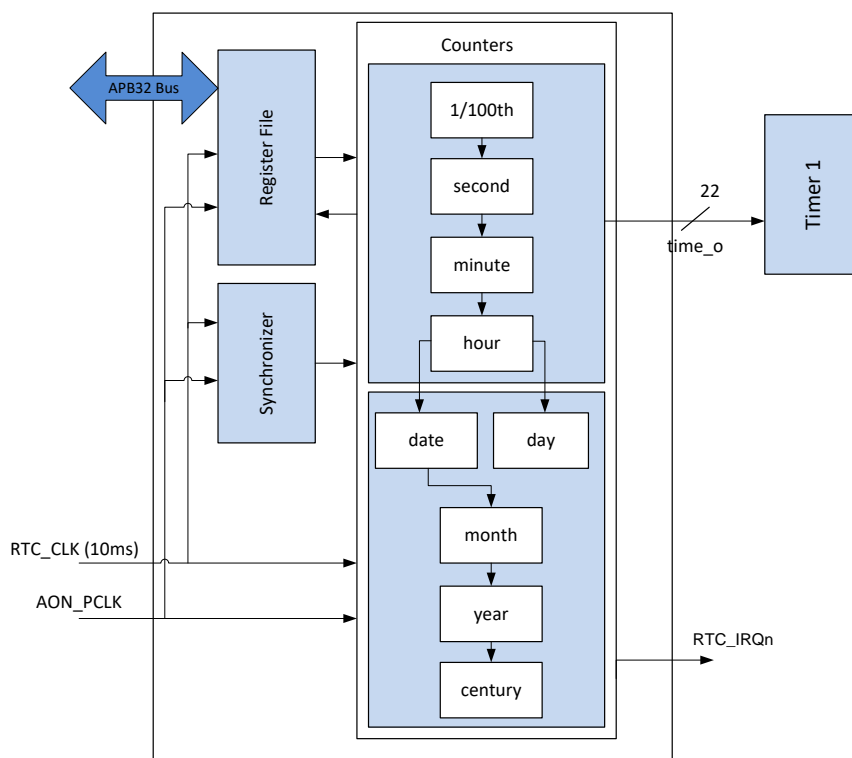 Counters
APB32 Bus
Register File
1/100th
second
minute
hour
22
time_o
Timer 1
Synchronizer
date
day
month
year
century
RTC_CLK (10ms)
AON_PCLK
RTC_IRQn